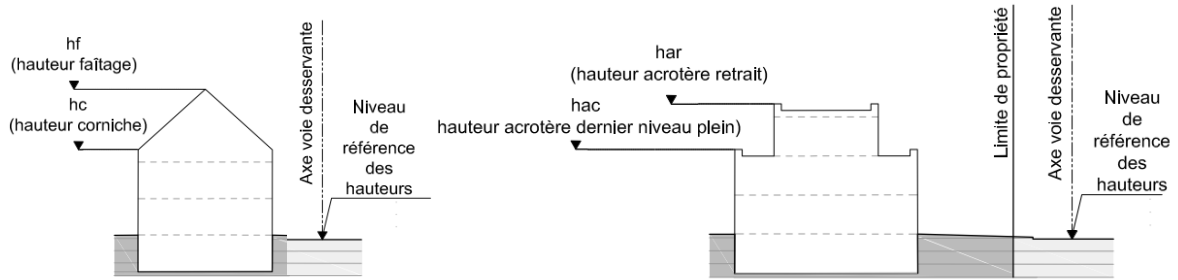 hf
(hauteur faîtage)
hc
(hauteur corniche)
Axe voie desservante
Niveau
de
référence
des
hauteurs
har
(hauteur acrotère retrait)
hac
hauteur acrotère dernier niveau plein)
Limite de propriété
Axe voie desservante
Niveau
de
référence
des
hauteurs